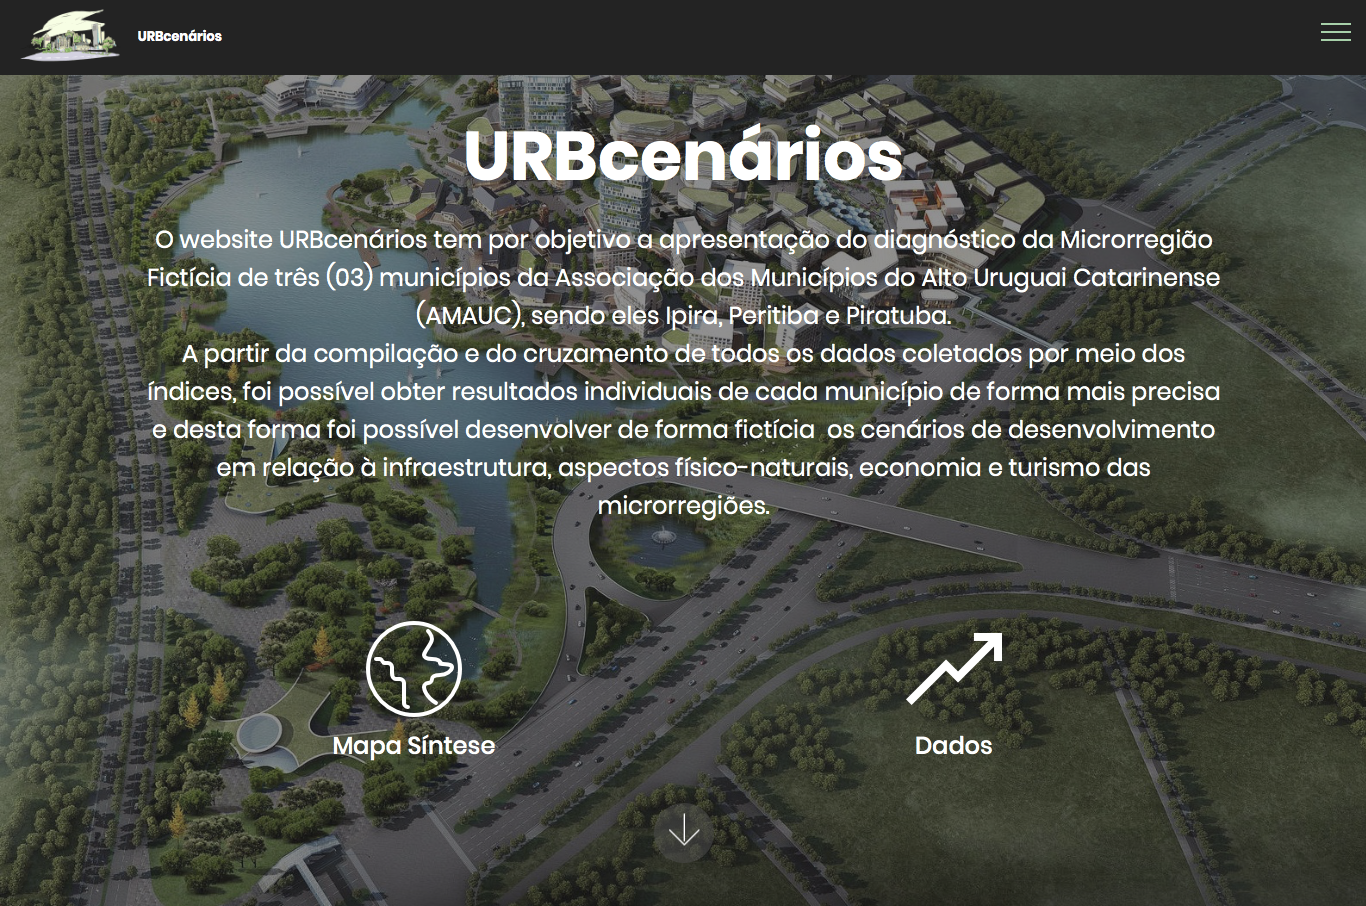 URBcenários
URBcenários
O website URBcenários tem por objetivo a apresentação do diagnóstico da Microrregião
Fictícia de três (03) municípios da Associação dos Municípios do Alto Uruguai Catarinense
(AMAUC), sendo eles Ipira, Peritiba e Piratuba.
A partir da compilação e do cruzamento de todos os dados coletados por meio dos
índices, foi possível obter resultados individuais de cada município de forma mais precisa
e desta forma foi possível desenvolver de forma fictícia  os cenários de desenvolvimento
em relação à infraestrutura, aspectos físico-naturais, economia e turismo das
microrregiões.
Mapa Síntese
Dados